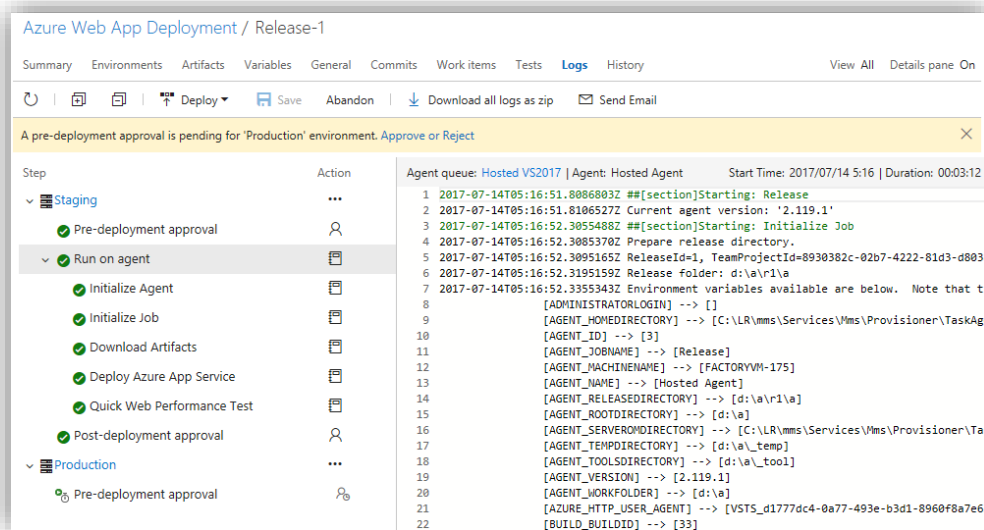 Azure Web App Deployment / Release-1
Summary Environments Artifacts Variables General Commits Work items Tests Logs History View All Details pane On
Deploy Save Abandon Download all logs as zip Send Email
A pre-deployment approval is pending for 'Production' environment. Approve or Reject
Step Action
Staging ...
Pre-deployment approval
Run on agent
Initialize Agent
Initialize Job
Download Artifacts
Deploy Azure App Service
Quick Web Performance Test
Post-deployment approval
Production ...
Pre-deployment approval
Agent queue: Hosted VS2017 | Agent: Hosted Agent Start Time: 2017/07/14 5:16 | Duration: 00:03:12
1 2017-07-14T05:16:51.8086803Z ##[section]Starting: Release
2 2017-07-14T05:16:51.8106527Z Current agent version: '2.119.1'
3 2017-07-14T05:16:52.3055488Z ##[section]Starting: Initialize Job
4 2017-07-14T05:16:52.3085370Z Prepare release directory.
5 2017-07-14T05:16:52.3095165Z ReleaseId=1, TeamProjectId=8930382c-02b7-4222-81d3-d803
6 2017-07-14T05:16:52.3195159Z Release folder: d:\a\r1\a
7 2017-07-14T05:16:52.3355343Z Environment variables available are below. Note that t
8 [ADMINISTRATORLOGIN] --> []
9 [AGENT_HOMEDIRECTORY] --> [C:\LR\mms\Services\Mms\Provisioner\TaskAg
10 [AGENT_ID] --> [3]
11 [AGENT_JOBNAME] --> [Release]
12 [AGENT_MACHINENAME] --> [FACTORYVM-175]
13 [AGENT_NAME] --> [Hosted Agent]
14 [AGENT_RELEASEDIRECTORY] --> [d:\a\r1\a]
15 [AGENT_ROOTDIRECTORY] --> [d:\a]
16 [AGENT_SERVEROMDIRECTORY] --> [C:\LR\mms\Services\Mms\Provisioner\Ta
17 [AGENT_TEMPDIRECTORY] --> [d:\a\_temp]
18 [AGENT_TOOLSDIRECTORY] --> [d:\a\_tool]
19 [AGENT_VERSION] --> [2.119.1]
20 [AGENT_WORKFOLDER] --> [d:\a]
21 [AZURE_HTTP_USER_AGENT] --> [VSTS_d1777dc4-0a77-493e-b3d1-8960f8a7e6
22 [BUILD_BUILDID] --> [33]